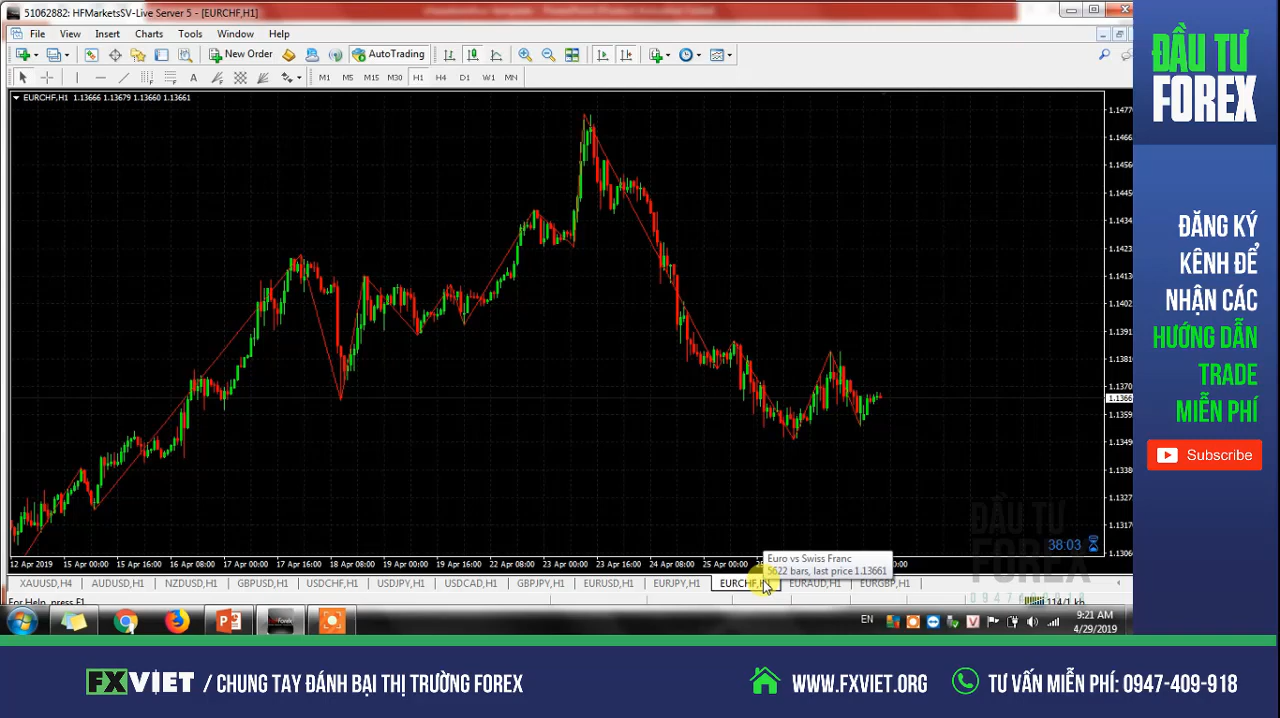 51062882: HFMarketsSV-Live Server 5 - [EURCHF,H1]
File View Insert Charts Tools Window Help
New Order AutoTrading
M1 M5 M15 M30 H1 H4 D1 W1 MN
EURCHF,H1 1.13666 1.13679 1.13660 1.13661
1.1477
1.1466
1.1456
1.1445
1.1434
1.1423
1.1413
1.1402
1.1391
1.1381
1.1370
1.1366
1.1359
1.1349
1.1338
1.1327
1.1317
1.1306
38:03
12 Apr 2019 15 Apr 00:00 15 Apr 16:00 16 Apr 08:00 17 Apr 00:00 17 Apr 16:00 18 Apr 08:00 19 Apr 00:00 19 Apr 16:00 22 Apr 08:00 23 Apr 00:00 23 Apr 16:00 24 Apr 08:00 25 Apr 00:00
Euro vs Swiss Franc
5622 bars, last price 1.13661
XAUUSD,H4 AUDUSD,H1 NZDUSD,H1 GBPUSD,H1 USDCHF,H1 USDJPY,H1 USDCAD,H1 GBPJPY,H1 EURUSD,H1 EURJPY,H1 EURCHF,H1 EURAUD,H1 EURGBP,H1
For Help, press F1
114/1 kb
EN
9:21 AM
4/29/2019
ĐẦU TƯ
FOREX
ĐẦU TƯ
FOREX
ĐĂNG KÝ
KÊNH ĐỂ
NHẬN CÁC
HƯỚNG DẪN
TRADE
MIỄN PHÍ
Subscribe
FXVIET / CHUNG TAY ĐÁNH BẠI THỊ TRƯỜNG FOREX
WWW.FXVIET.ORG
TƯ VẤN MIỄN PHÍ: 0947-409-918